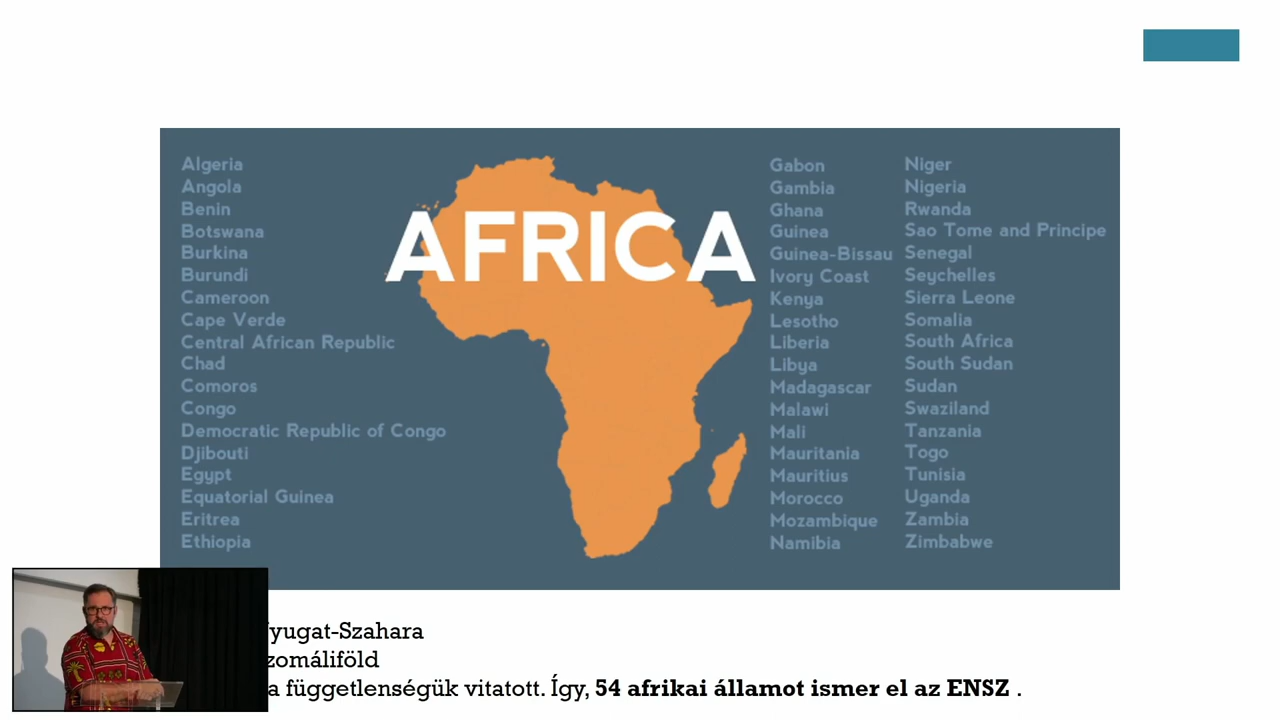 Algeria
Angola
Benin
Botswana
Burkina
Burundi
Cameroon
Cape Verde
Central African Republic
Chad
Comoros
Congo
Democratic Republic of Congo
Djibouti
Egypt
Equatorial Guinea
Eritrea
Ethiopia
AFRICA
Gabon
Gambia
Ghana
Guinea
Guinea-Bissau
Ivory Coast
Kenya
Lesotho
Liberia
Libya
Madagascar
Malawi
Mali
Mauritania
Mauritius
Morocco
Mozambique
Namibia
Niger
Nigeria
Rwanda
Sao Tome and Principe
Senegal
Seychelles
Sierra Leone
Somalia
South Africa
South Sudan
Sudan
Swaziland
Tanzania
Togo
Tunisia
Uganda
Zambia
Zimbabwe
yugat-Szahara
zomáliföld
a függetlenségük vitatott. Így, 54 afrikai államot ismer el az ENSZ .